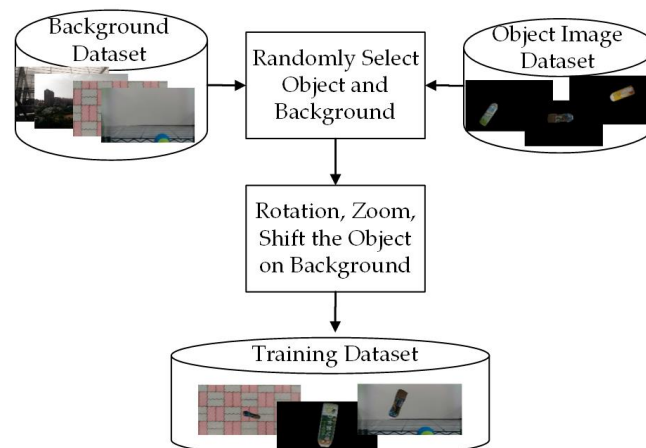 Background
Dataset
Randomly Select
Object and
Background
Object Image
Dataset
Rotation, Zoom,
Shift the Object
on Background
Training Dataset